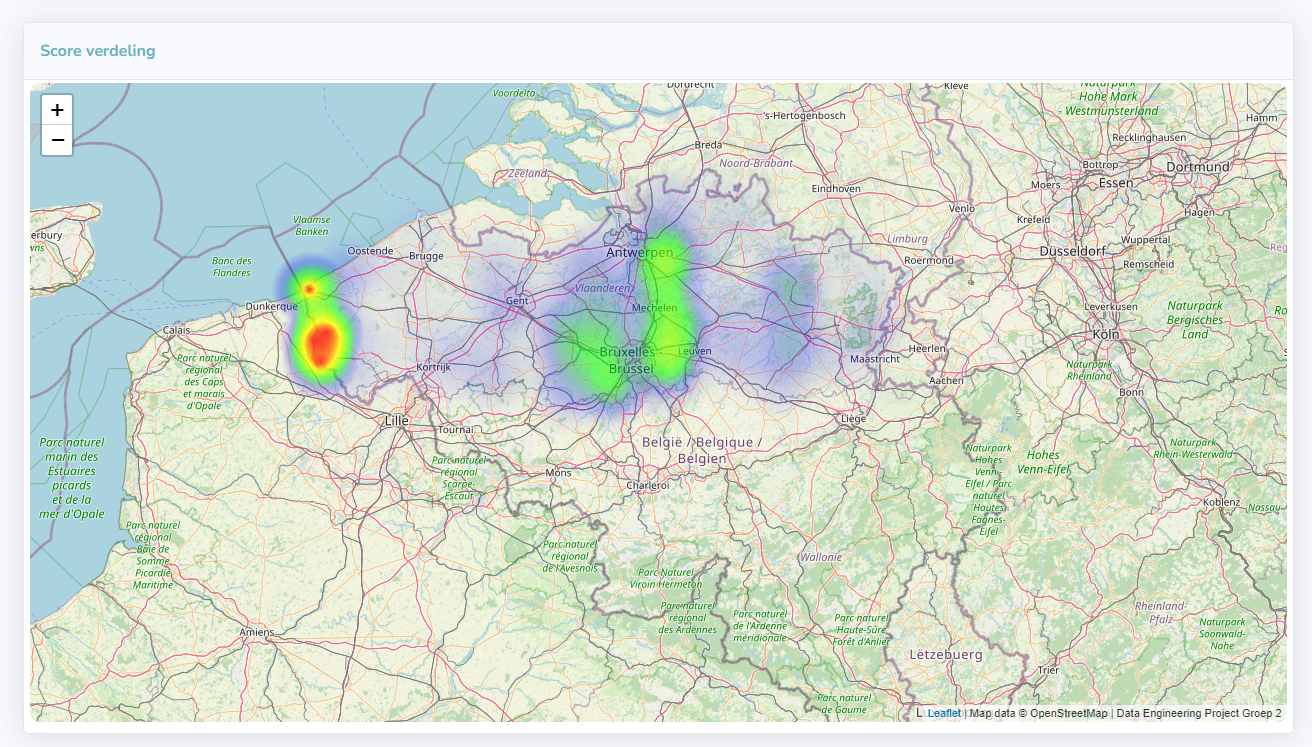 Score verdeling
+
−
Voordelta
Dordrecht
Kleve
Naturpark
Hohe Mark
- Westmünsterland
Hamm
's-Hertogenbosch
Recklinghausen
Breda
Noord-Brabant
Bottrop
Dortmund
Zeeland
Eindhoven
Moers
Essen
Venlo
Krefeld
Hagen
Vlaamse
Banken
erbury
Oostende
Brugge
Antwerpen
Limburg
Wuppertal
Düsseldorf
Remscheid
Roermond
Banc des
Flandres
Vlaanderen
Gent
Dunkerque
Mechelen
Leverkusen
Naturpark
Bergisches
Land
Calais
Köln
Bruxelles -
Brussel
Leuven
Heerlen
Maastricht
Parc naturel
régional
des Caps
et marais
d'Opale
Kortrijk
Naturpark
Rheinland
Aachen
Bonn
Lille
Tournai
Liège
Parc naturel
marin des
Estuaires
picards
et de la
mer d'Opale
België / Belgique /
Belgien
Naturpark
Hohes
Venn-
Eifel / Parc
naturel
Hautes
Fagnes-
Eifel
Hohes
Venn-Eifel
Naturpark
Rhein-Westerwald
Parc naturel
régional
Scarpe-
Escaut
Mons
Charleroi
Koblenz
Nassau
Parc naturel
régional
Baie de
Somme
Picardie
Maritime
Parc naturel
régional
de l'Avesnois
Wallonie
Parc Naturel
Viroin Hermeton
Parc naturel
régional
des Ardennes
Parc naturel
de l'Ardenne
méridionale
Parc naturel
Haute-Sûre
Forêt d'Anlier
Rheinland-
Pfalz
Naturpark
Soonwald-
Nahe
Amiens
Lëtzebuerg
Trier
Parc naturel
de Gaume
Leaflet | Map data © OpenStreetMap | Data Engineering Project Groep 2